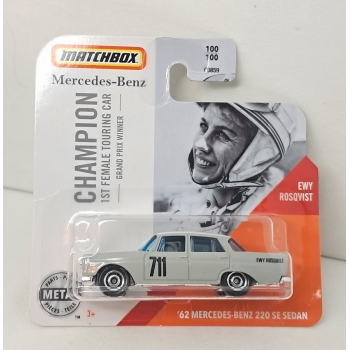 MATCHBOX
100
100
Mercedes-Benz
CHAMPION
1ST FEMALE TOURING CAR
GRAND PRIX WINNER
EWY
ROSQVIST
711
EWY ROSQVIST
METAL
3+
'62 MERCEDES-BENZ 220 SE SEDAN